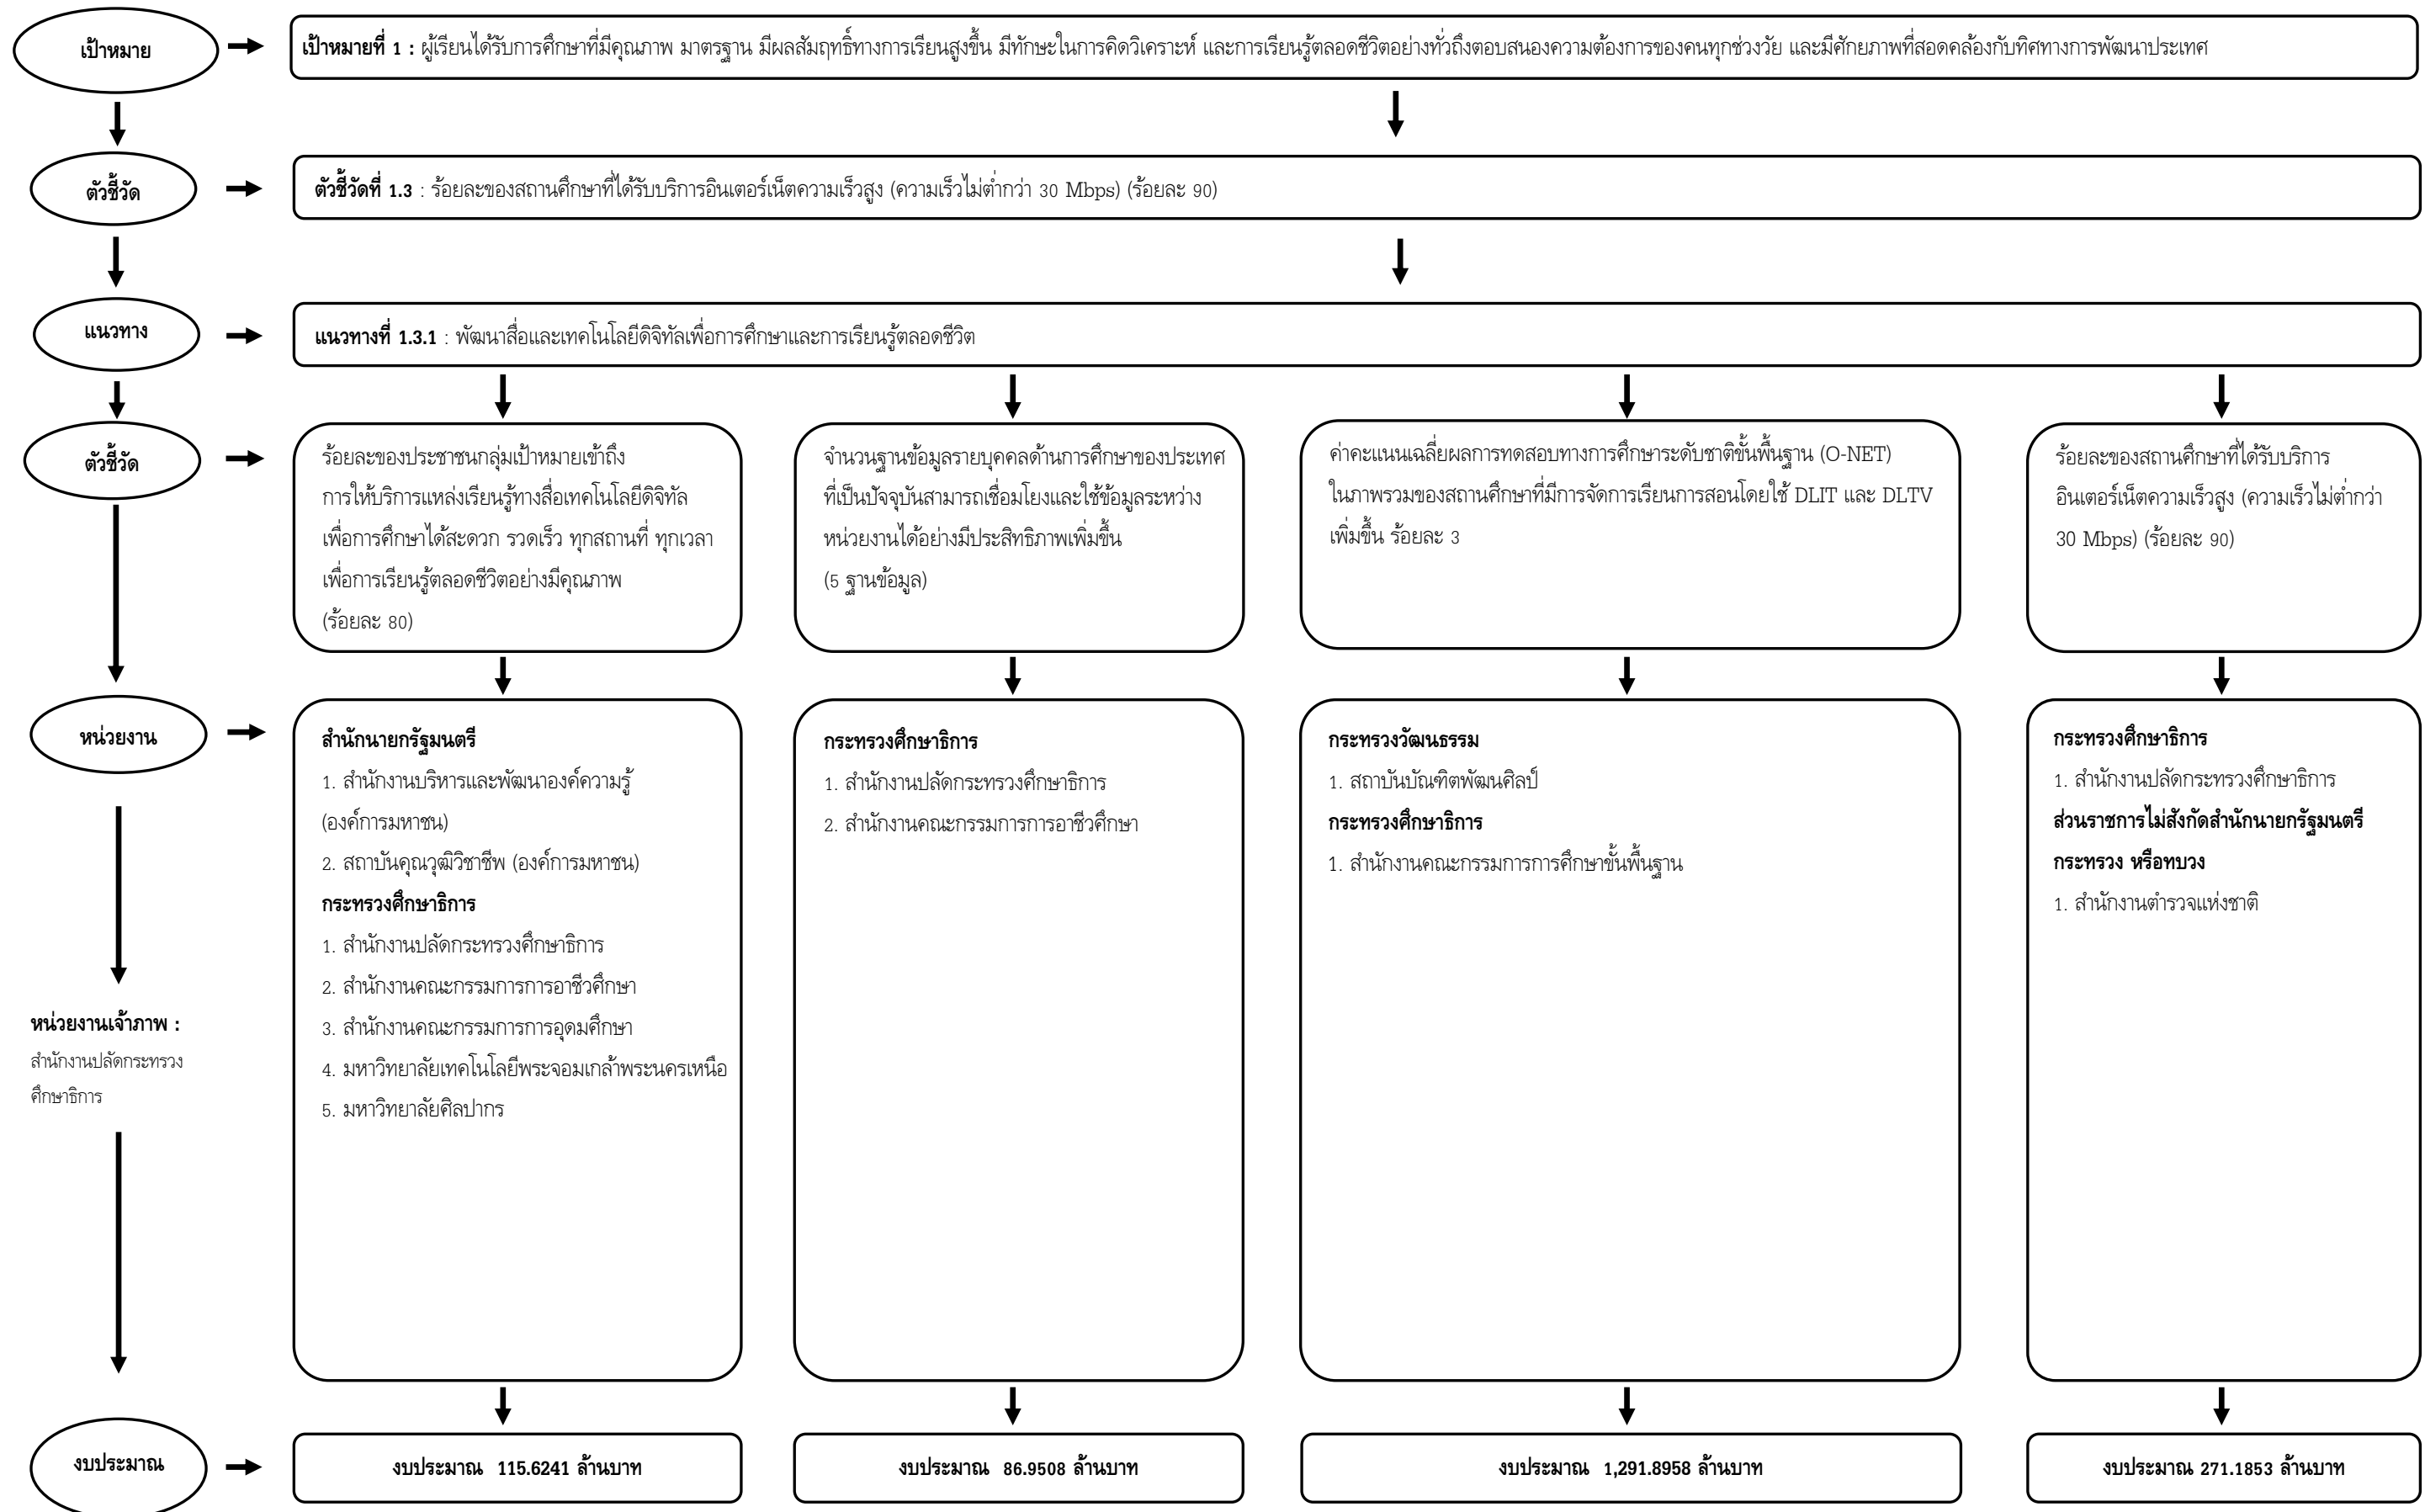 เป้าหมาย
เป้าหมายที่ 1 : ผู้เรียนได้รับการศึกษาที่มีคุณภาพ มาตรฐาน มีผลสัมฤทธิ์ทางการเรียนสูงขึ้น มีทักษะในการคิดวิเคราะห์ และการเรียนรู้ตลอดชีวิตอย่างทั่วถึงตอบสนองความต้องการของคนทุกช่วงวัย และมีศักยภาพที่สอดคล้องกับทิศทางการพัฒนาประเทศ
ตัวชี้วัด
ตัวชี้วัดที่ 1.3 : ร้อยละของสถานศึกษาที่ได้รับบริการอินเตอร์เน็ตความเร็วสูง (ความเร็วไม่ต่ำกว่า 30 Mbps) (ร้อยละ 90)
แนวทาง
แนวทางที่ 1.3.1 : พัฒนาสื่อและเทคโนโลยีดิจิทัลเพื่อการศึกษาและการเรียนรู้ตลอดชีวิต
ตัวชี้วัด
ร้อยละของประชาชนกลุ่มเป้าหมายเข้าถึง
การให้บริการแหล่งเรียนรู้ทางสื่อเทคโนโลยีดิจิทัล
เพื่อการศึกษาได้สะดวก รวดเร็ว ทุกสถานที่ ทุกเวลา
เพื่อการเรียนรู้ตลอดชีวิตอย่างมีคุณภาพ
(ร้อยละ 80)
จำนวนฐานข้อมูลรายบุคคลด้านการศึกษาของประเทศ
ที่เป็นปัจจุบันสามารถเชื่อมโยงและใช้ข้อมูลระหว่าง
หน่วยงานได้อย่างมีประสิทธิภาพเพิ่มขึ้น
(5 ฐานข้อมูล)
ค่าคะแนนเฉลี่ยผลการทดสอบทางการศึกษาระดับชาติขั้นพื้นฐาน (O-NET)
ในภาพรวมของสถานศึกษาที่มีการจัดการเรียนการสอนโดยใช้ DLIT และ DLTV
เพิ่มขึ้น ร้อยละ 3
ร้อยละของสถานศึกษาที่ได้รับบริการ
อินเตอร์เน็ตความเร็วสูง (ความเร็วไม่ต่ำกว่า
30 Mbps) (ร้อยละ 90)
หน่วยงาน
สำนักนายกรัฐมนตรี
1. สำนักงานบริหารและพัฒนาองค์ความรู้
(องค์การมหาชน)
2. สถาบันคุณวุฒิวิชาชีพ (องค์การมหาชน)
กระทรวงศึกษาธิการ
1. สำนักงานปลัดกระทรวงศึกษาธิการ
2. สำนักงานคณะกรรมการการอาชีวศึกษา
3. สำนักงานคณะกรรมการการอุดมศึกษา
4. มหาวิทยาลัยเทคโนโลยีพระจอมเกล้าพระนครเหนือ
5. มหาวิทยาลัยศิลปากร
กระทรวงศึกษาธิการ
1. สำนักงานปลัดกระทรวงศึกษาธิการ
2. สำนักงานคณะกรรมการการอาชีวศึกษา
กระทรวงวัฒนธรรม
1. สถาบันบัณฑิตพัฒนศิลป์
กระทรวงศึกษาธิการ
1. สำนักงานคณะกรรมการการศึกษาขั้นพื้นฐาน
กระทรวงศึกษาธิการ
1. สำนักงานปลัดกระทรวงศึกษาธิการ
ส่วนราชการไม่สังกัดสำนักนายกรัฐมนตรี
กระทรวง หรือทบวง
1. สำนักงานตำรวจแห่งชาติ
หน่วยงานเจ้าภาพ :
สำนักงานปลัดกระทรวง
ศึกษาธิการ
งบประมาณ
งบประมาณ 115.6241 ล้านบาท
งบประมาณ 86.9508 ล้านบาท
งบประมาณ 1,291.8958 ล้านบาท
งบประมาณ 271.1853 ล้านบาท